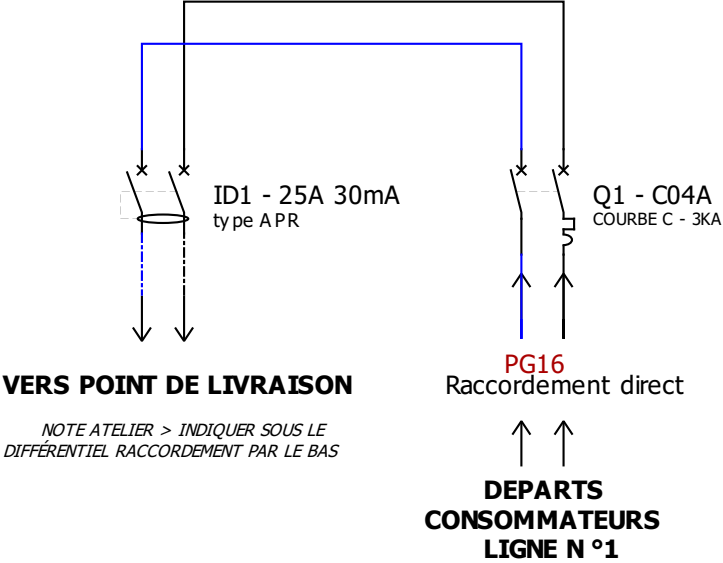 ID1 - 25A 30mA
type APR
Q1 - C04A
COURBE C - 3KA
VERS POINT DE LIVRAISON
NOTE ATELIER > INDIQUER SOUS LE
DIFFÉRENTIEL RACCORDEMENT PAR LE BAS
PG16
Raccordement direct
DEPARTS
CONSOMMATEURS
LIGNE N°1